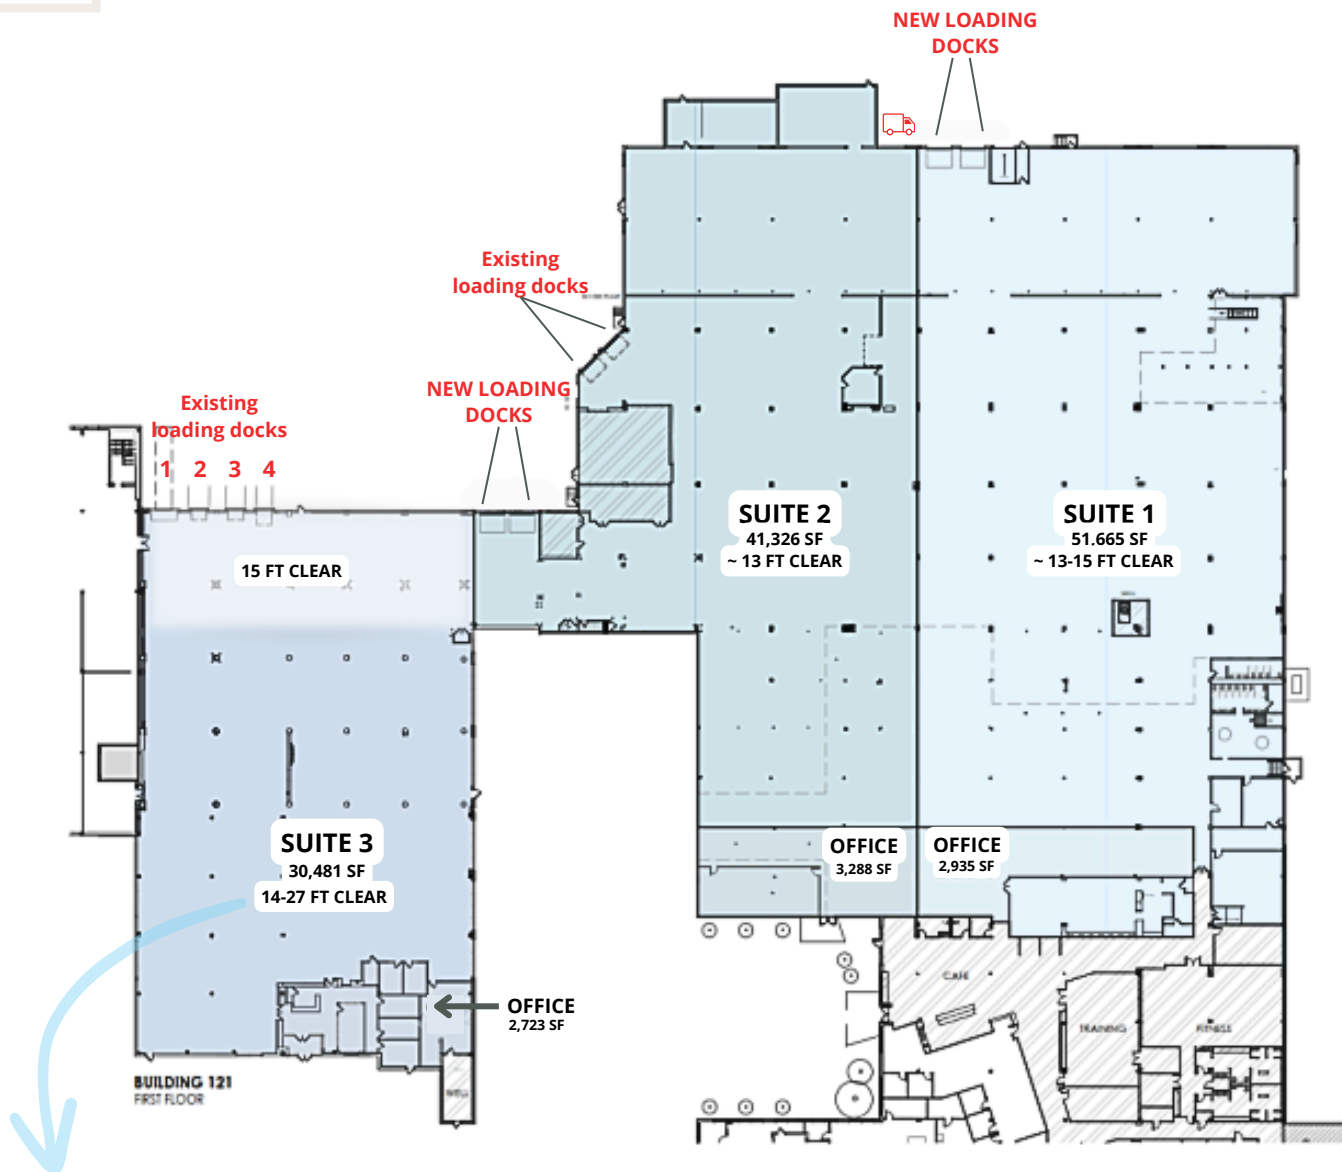 NEW LOADING
DOCKS
Existing
loading docks
NEW LOADING
DOCKS
Existing
loading docks
1 2 3 4
SUITE 2
41,326 SF
~ 13 FT CLEAR
SUITE 1
51.665 SF
~ 13-15 FT CLEAR
15 FT CLEAR
SUITE 3
30,481 SF
14-27 FT CLEAR
OFFICE
3,288 SF
OFFICE
2,935 SF
OFFICE
2,723 SF
CAFE
TRAINING
FITNESS
BUILDING 121
FIRST FLOOR
WELL